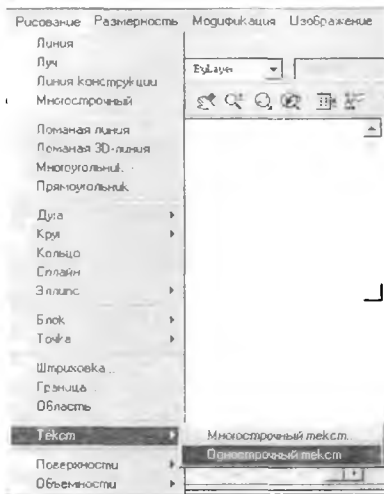 Рисование Размерность Модификация Изображение
Линия
Луч
Линия конструкции
Многострочный
ByLayer
Ломаная линия
Ломаная 3D-линия
Многоугольник
Прямоугольник
Дуга
Круг
Кольцо
Сплайн
Эллипс
Блок
Точка
Штриховка...
Граница...
Область
Текст
Многострочный текст...
Однострочный текст
Поверхности
Объемности